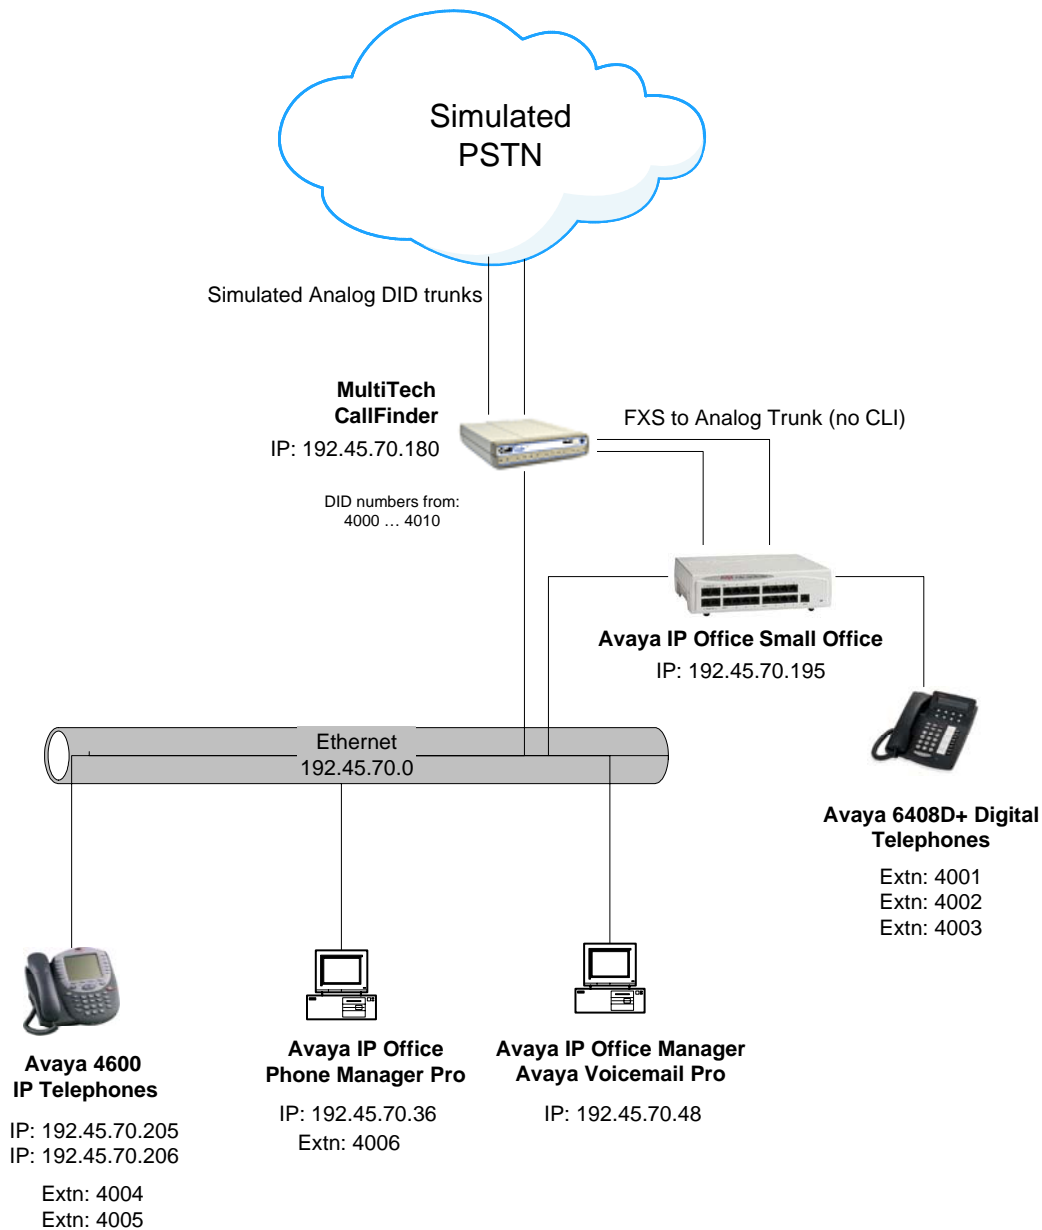 Simulated
PSTN
Simulated Analog DID trunks
MultiTech
CallFinder
IP: 192.45.70.180
FXS to Analog Trunk (no CLI)
DID numbers from:
4000 … 4010
Avaya IP Office Small Office
IP: 192.45.70.195
Ethernet
192.45.70.0
Avaya 6408D+ Digital
Telephones
Extn: 4001
Extn: 4002
Extn: 4003
Avaya 4600
IP Telephones
IP: 192.45.70.205
IP: 192.45.70.206
Extn: 4004
Extn: 4005
Avaya IP Office
Phone Manager Pro
IP: 192.45.70.36
Extn: 4006
Avaya IP Office Manager
Avaya Voicemail Pro
IP: 192.45.70.48